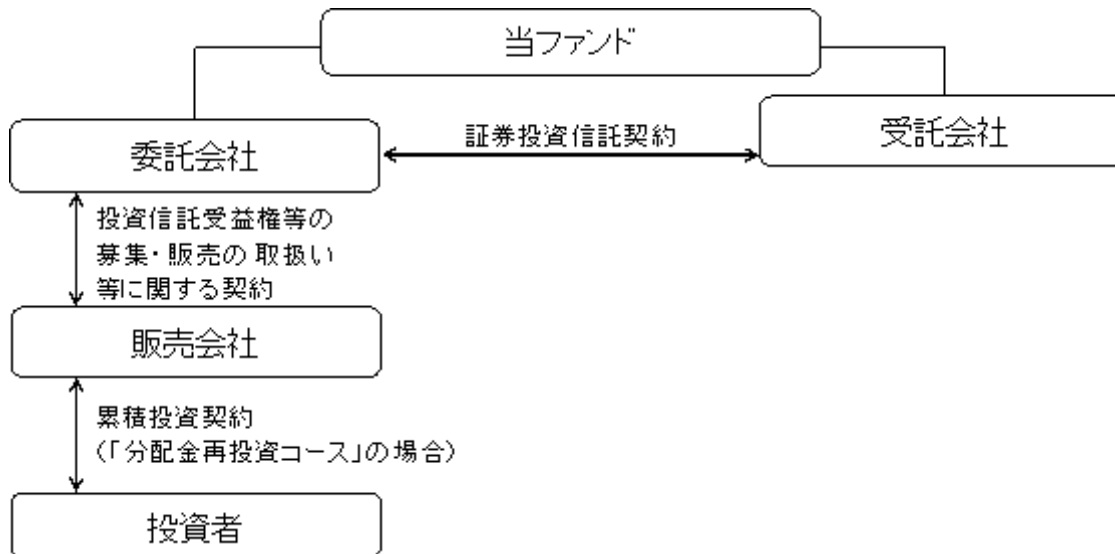 当ファンド
委託会社
証券投資信託契約
受託会社
投資信託受益権等の
募集・販売の取扱い
等に関する契約
販売会社
累積投資契約
(「分配金再投資コース」の場合)
投資者